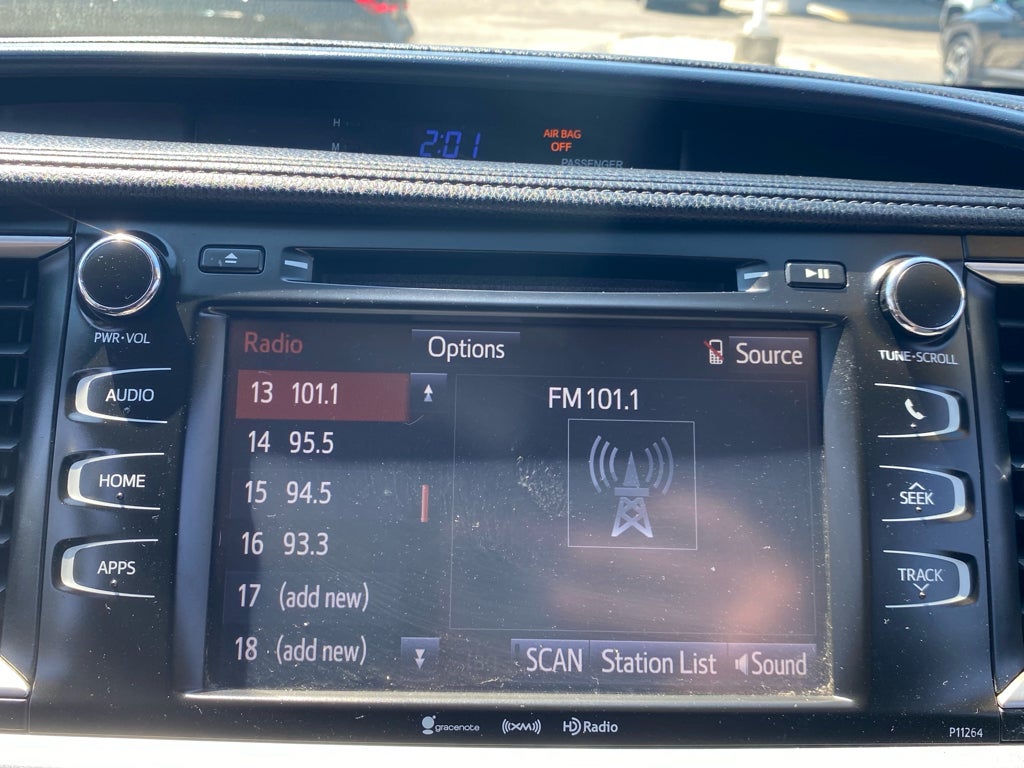 H
M
2:01
AIR BAG
OFF
PASSENGER
PWR•VOL
TUNE•SCROLL
AUDIO
HOME
APPS
SEEK
TRACK
Radio
Options
Source
13 101.1
14 95.5
15 94.5
16 93.3
17 (add new)
18 (add new)
FM 101.1
SCAN
Station List
Sound
gracenote
((XM))
HD Radio
P11264